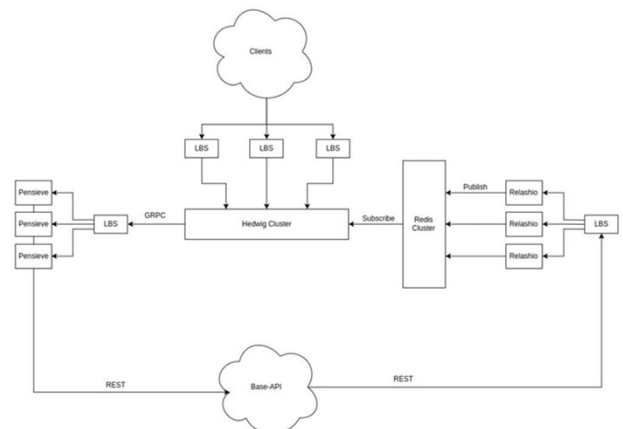 Clients
LBS
LBS
LBS
Pensieve
Pensieve
Pensieve
LBS
GRPC
Hedwig Cluster
Subscribe
Redis
Cluster
Publish
Relashio
Relashio
Relashio
LBS
REST
Base-API
REST